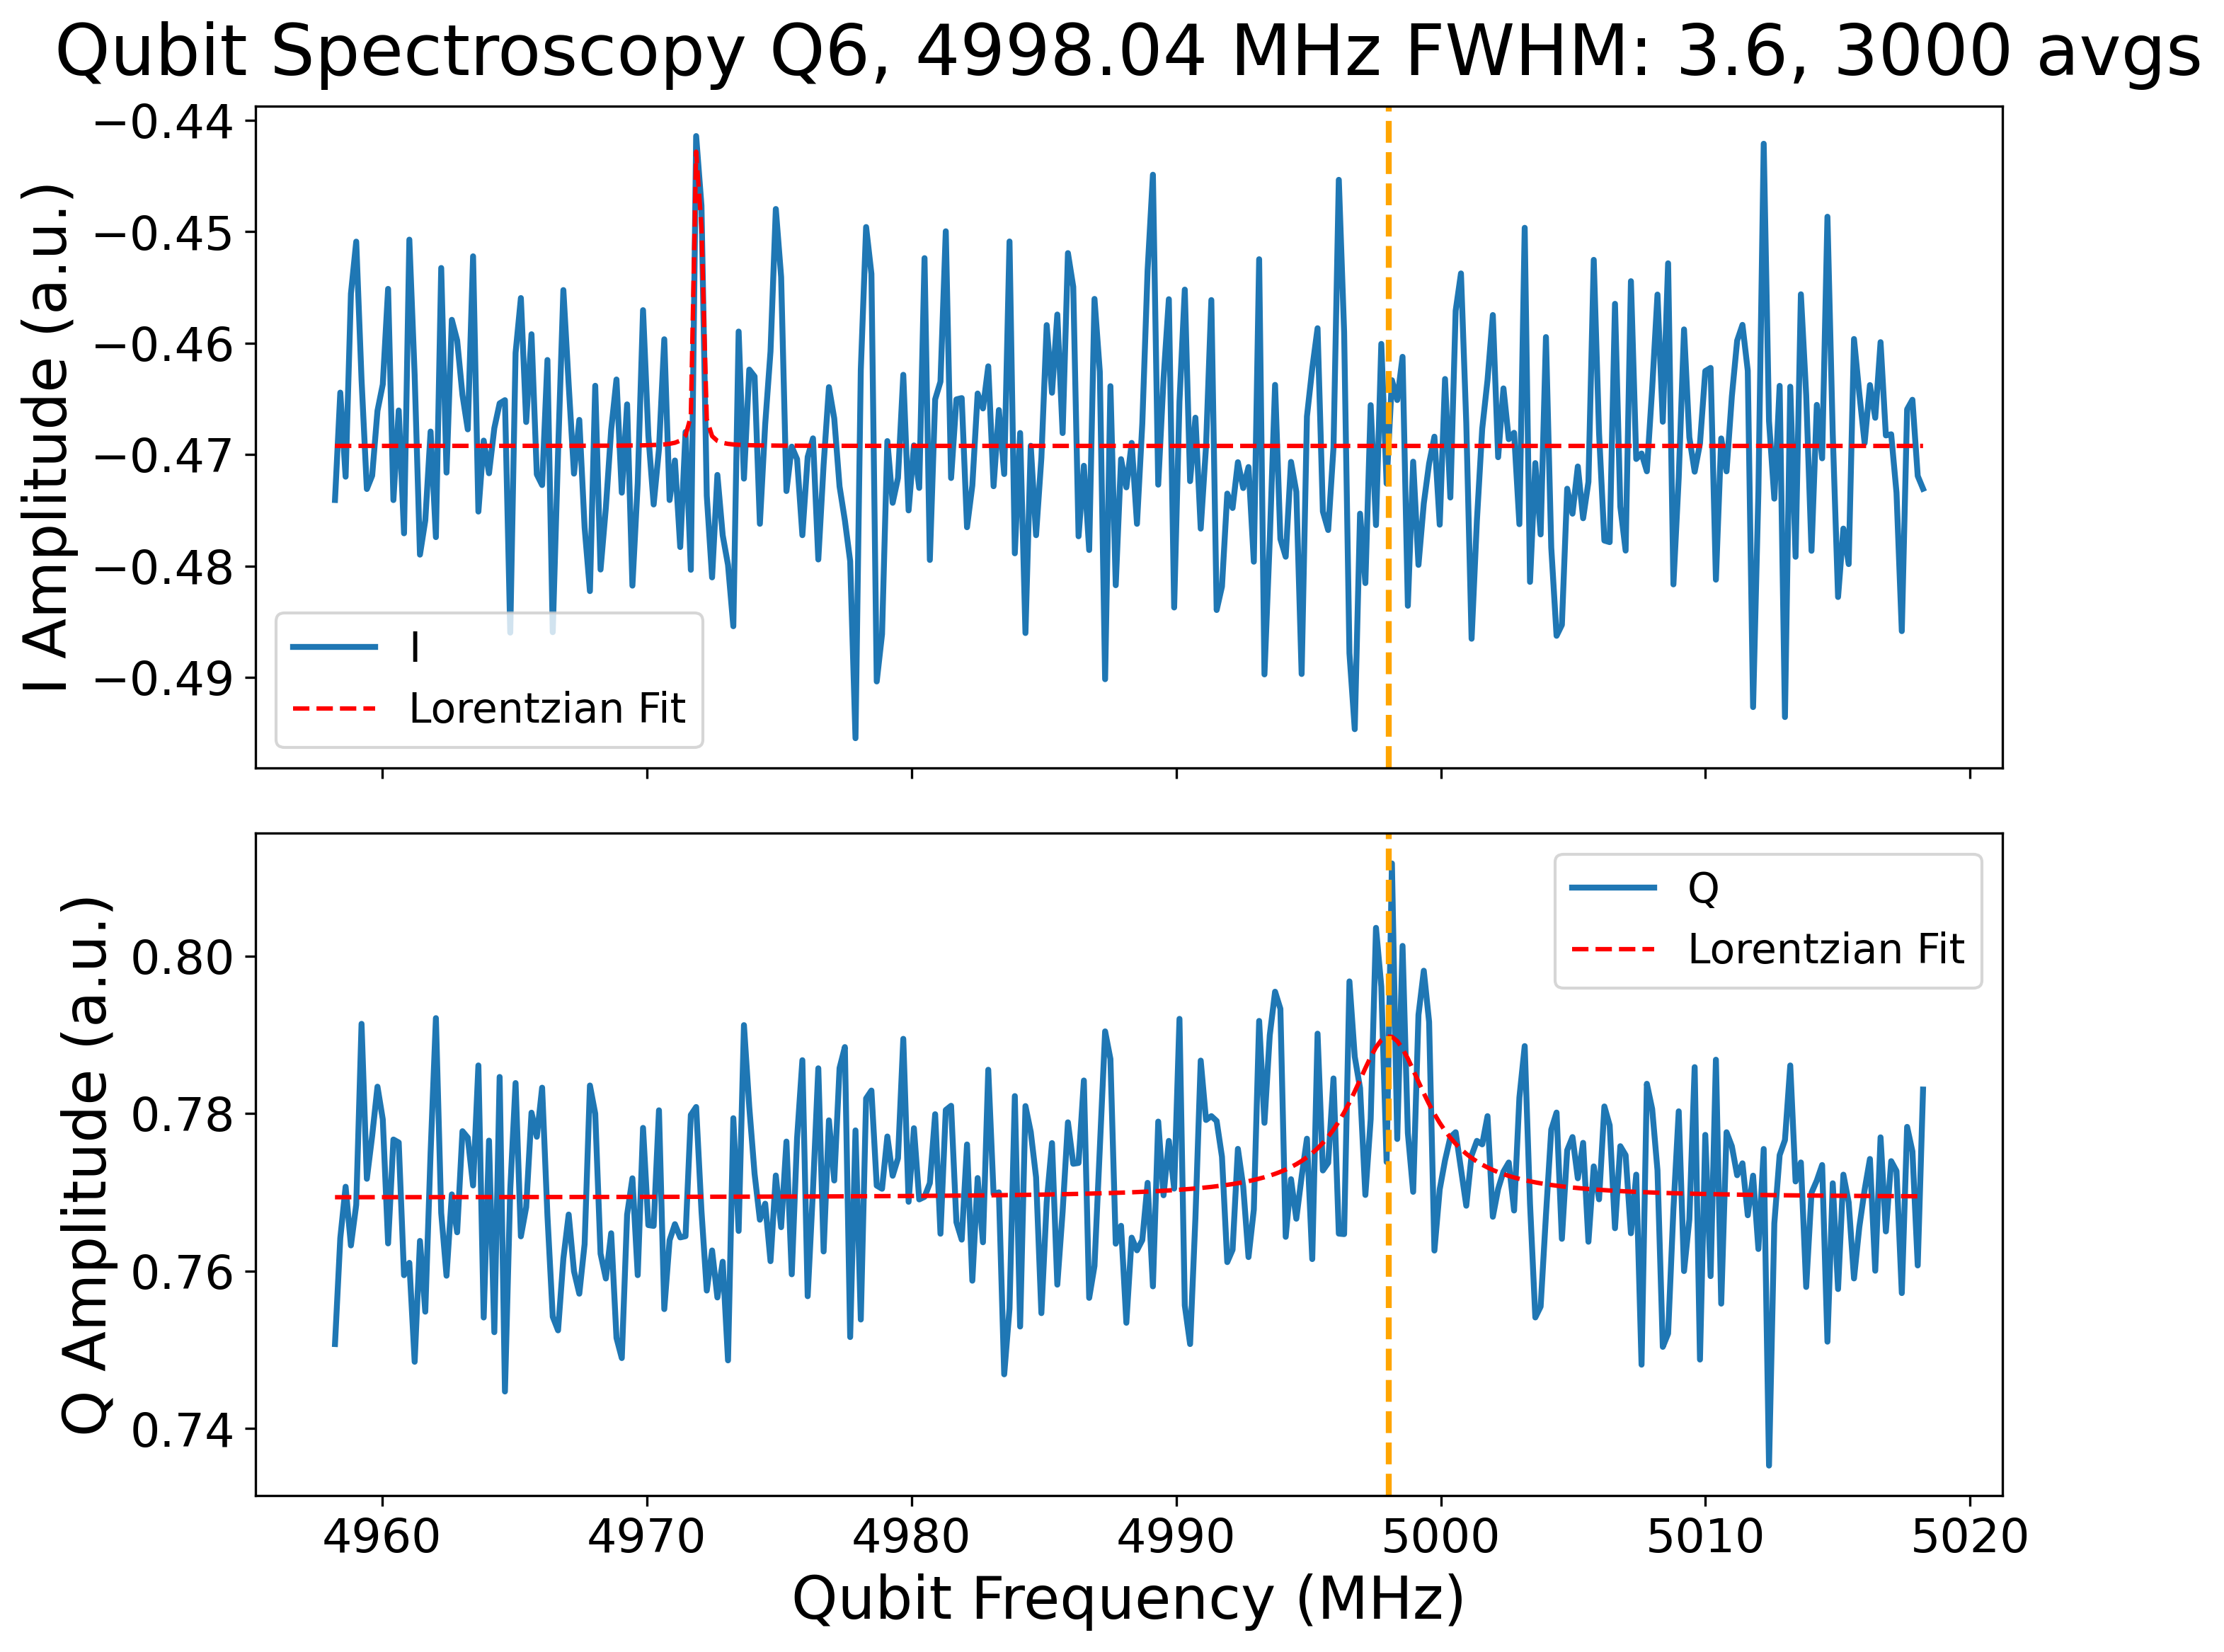 Qubit Spectroscopy Q6, 4998.04 MHz FWHM: 3.6, 3000 avgs
I Amplitude (a.u.)
−0.44
−0.45
−0.46
−0.47
−0.48
−0.49
I
Lorentzian Fit
Q Amplitude (a.u.)
0.80
0.78
0.76
0.74
Q
Lorentzian Fit
4960 4970 4980 4990 5000 5010 5020
Qubit Frequency (MHz)